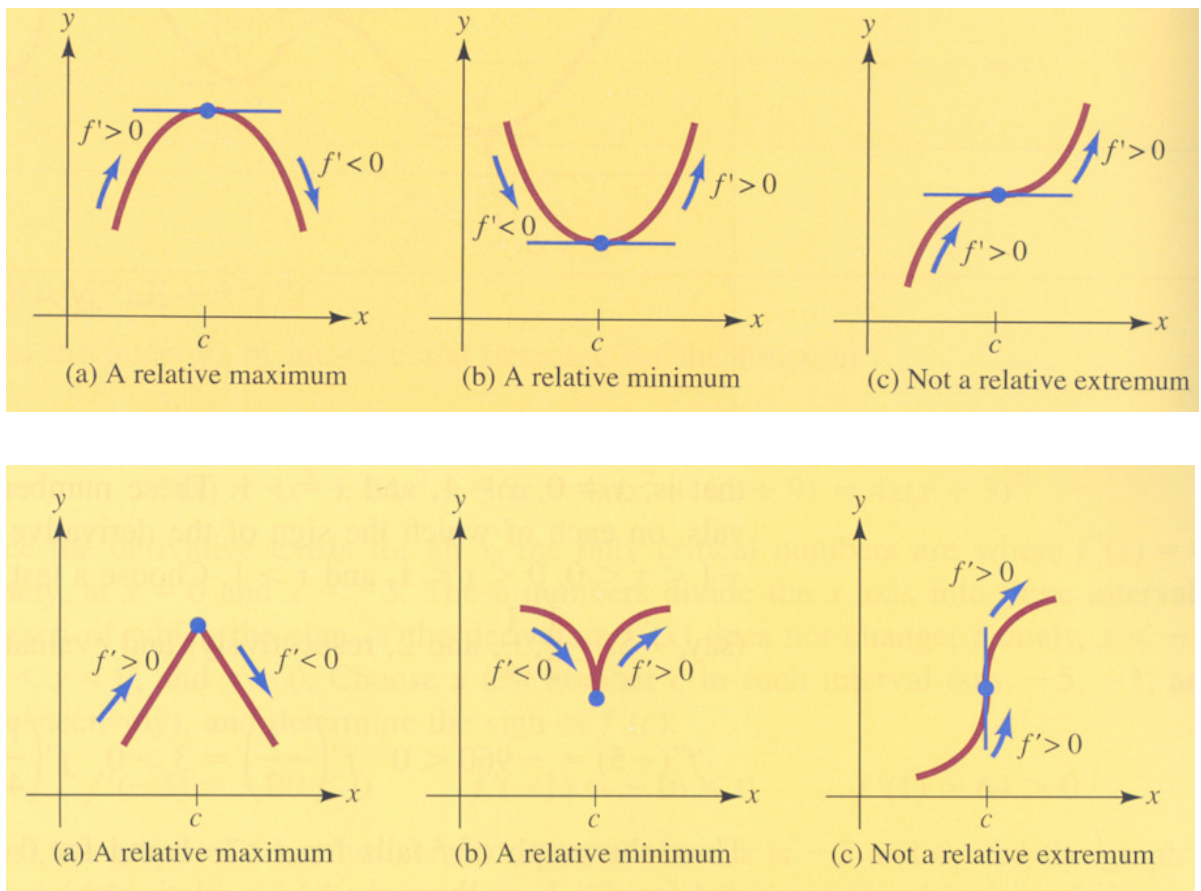 y
f'>0
f'<0
x
c
(a) A relative maximum
y
f'<0
f'>0
x
c
(b) A relative minimum
y
f'>0
f'>0
x
c
(c) Not a relative extremum
y
f'>0
f'<0
x
c
(a) A relative maximum
y
f'<0
f'>0
x
c
(b) A relative minimum
y
f'>0
f'>0
x
c
(c) Not a relative extremum